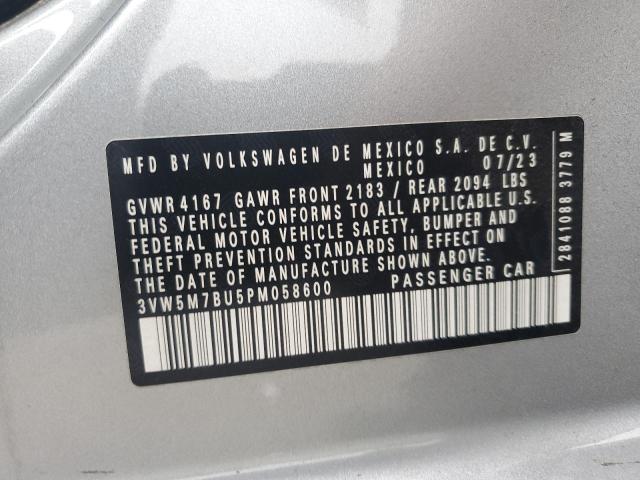 MFD BY VOLKSWAGEN DE MEXICO S.A. DE C.V.
MEXICO 07/23
GVWR 4167 GAWR FRONT 2183 / REAR 2094 LBS
THIS VEHICLE CONFORMS TO ALL APPLICABLE U.S.
FEDERAL MOTOR VEHICLE SAFETY, BUMPER AND
THEFT PREVENTION STANDARDS IN EFFECT ON
THE DATE OF MANUFACTURE SHOWN ABOVE.
3VW5M7BU5PM058600 PASSENGER CAR
2841088 3779 M